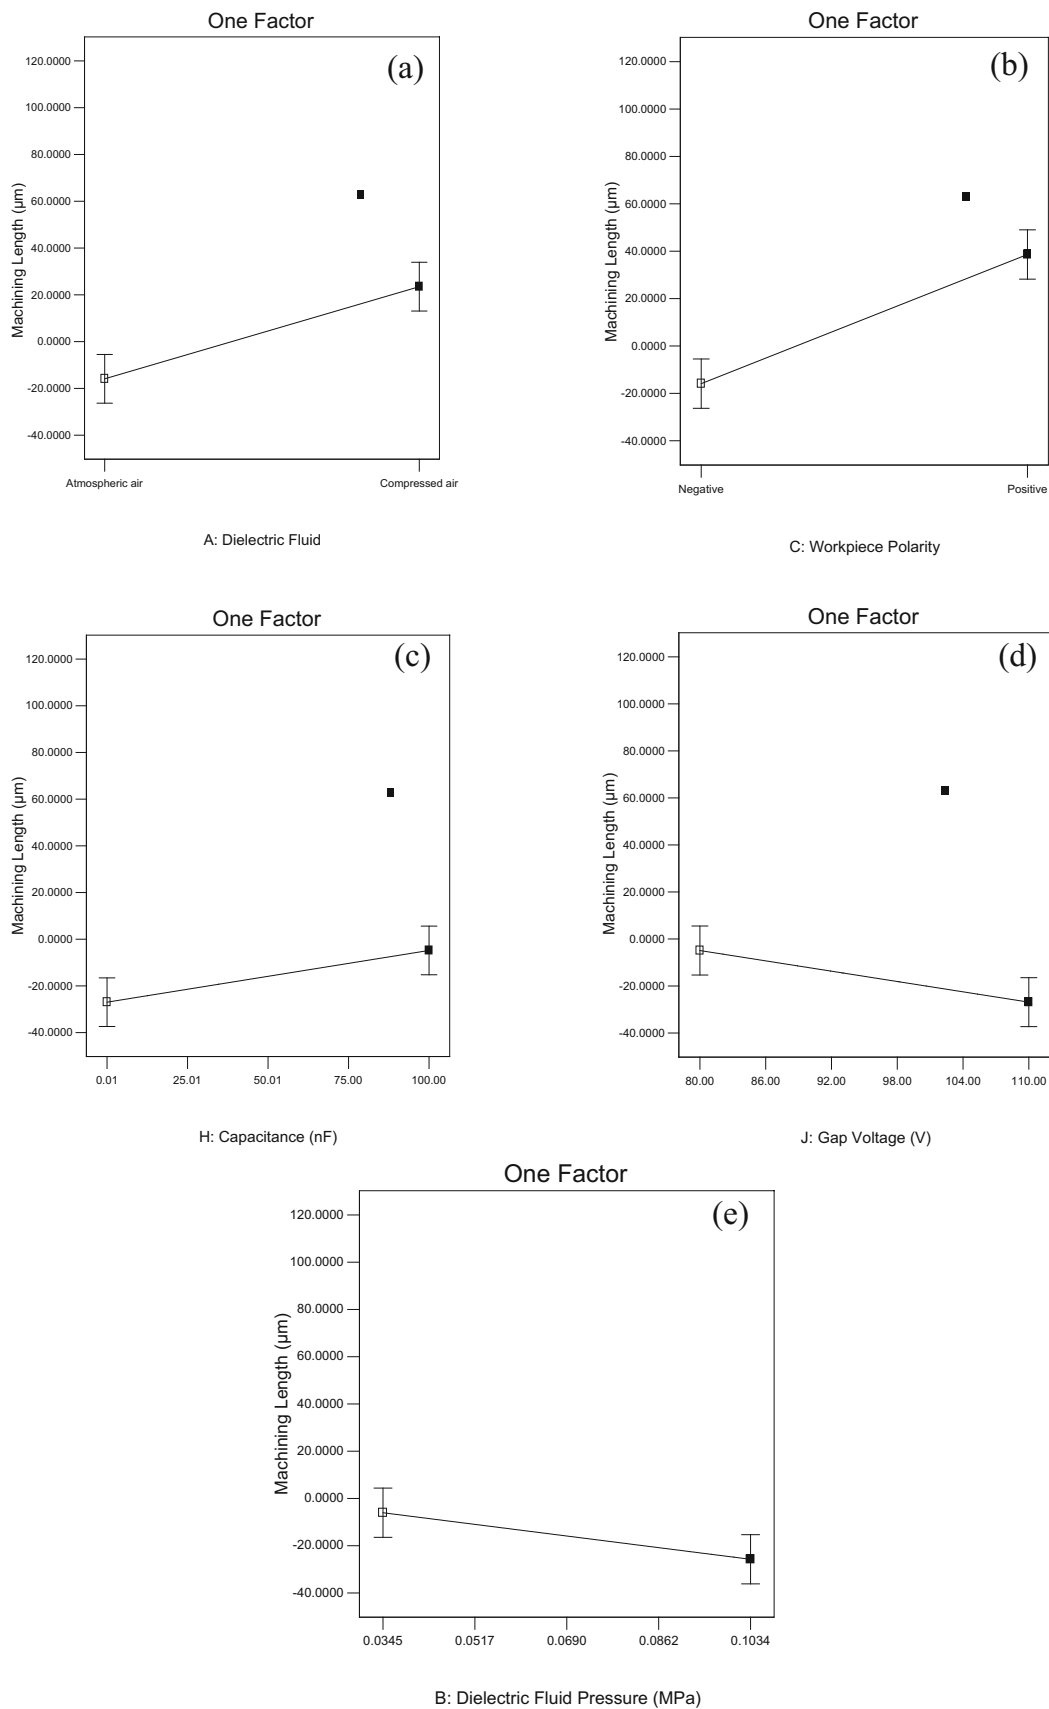 One Factor
(a)
120.0000
100.0000
80.0000
60.0000
40.0000
20.0000
0.0000
-20.0000
-40.0000
Machining Length (µm)
Atmospheric air
Compressed air
A: Dielectric Fluid
One Factor
(b)
120.0000
100.0000
80.0000
60.0000
40.0000
20.0000
0.0000
-20.0000
-40.0000
Machining Length (µm)
Negative
Positive
C: Workpiece Polarity
One Factor
(c)
120.0000
100.0000
80.0000
60.0000
40.0000
20.0000
0.0000
-20.0000
-40.0000
Machining Length (µm)
0.01 25.01 50.01 75.00 100.00
H: Capacitance (nF)
One Factor
(d)
120.0000
100.0000
80.0000
60.0000
40.0000
20.0000
0.0000
-20.0000
-40.0000
Machining Length (µm)
80.00 86.00 92.00 98.00 104.00 110.00
J: Gap Voltage (V)
One Factor
(e)
120.0000
100.0000
80.0000
60.0000
40.0000
20.0000
0.0000
-20.0000
-40.0000
Machining Length (µm)
0.0345 0.0517 0.0690 0.0862 0.1034
B: Dielectric Fluid Pressure (MPa)